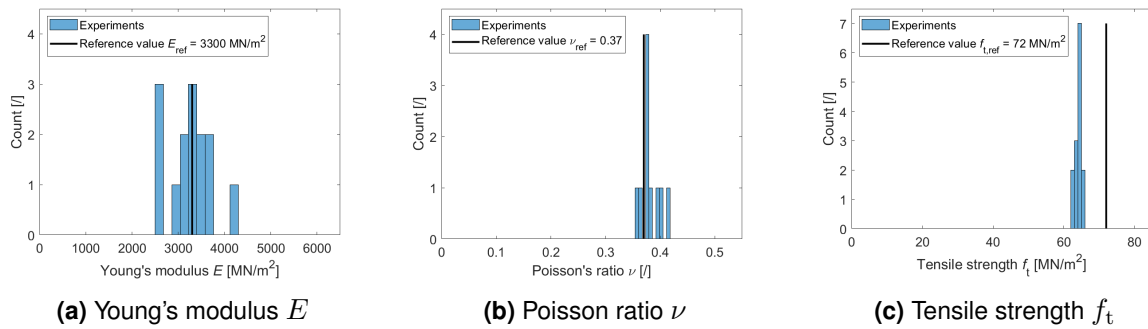 Experiments
Reference value E_ref = 3300 MN/m²
4
3
2
1
0
Count [/]
0 1000 2000 3000 4000 5000 6000
Young's modulus E [MN/m²]
(a) Young's modulus E
Experiments
Reference value ν_ref = 0.37
5
4
3
2
1
0
Count [/]
0 0.1 0.2 0.3 0.4 0.5
Poisson's ratio ν [/]
(b) Poisson ratio ν
Experiments
Reference value f_t,ref = 72 MN/m²
7
6
5
4
3
2
1
0
Count [/]
0 20 40 60 80
Tensile strength f_t [MN/m²]
(c) Tensile strength f_t